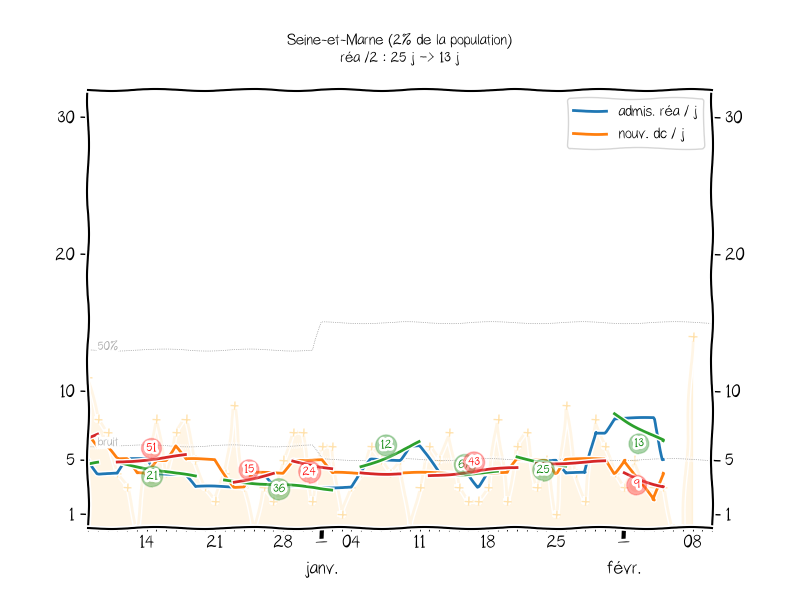 Seine-et-Marne (2% de la population)
réa /2 : 25 j -> 13 j
admis. réa / j
nouv. dc / j
30 30
20 20
50%
10 10
bruit
51 12 13
5 43 5
15 24 25
21 36 9
1 1
14 21 28 04 11 18 25 08
janv. févr.